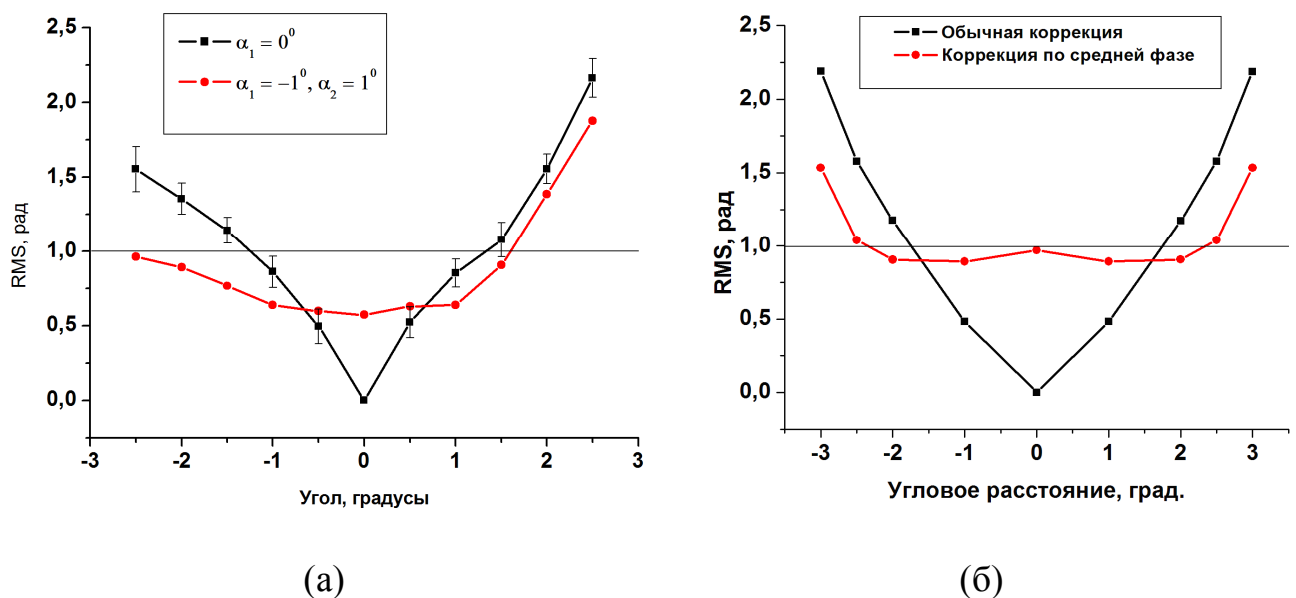 α₁ = 0⁰
α₁ = −1⁰, α₂ = 1⁰
RMS, рад
2,5
2,0
1,5
1,0
0,5
0,0
-3 -2 -1 0 1 2 3
Угол, градусы
(а)
Обычная коррекция
Коррекция по средней фазе
RMS, рад
2,5
2,0
1,5
1,0
0,5
0,0
-3 -2 -1 0 1 2 3
Угловое расстояние, град.
(б)